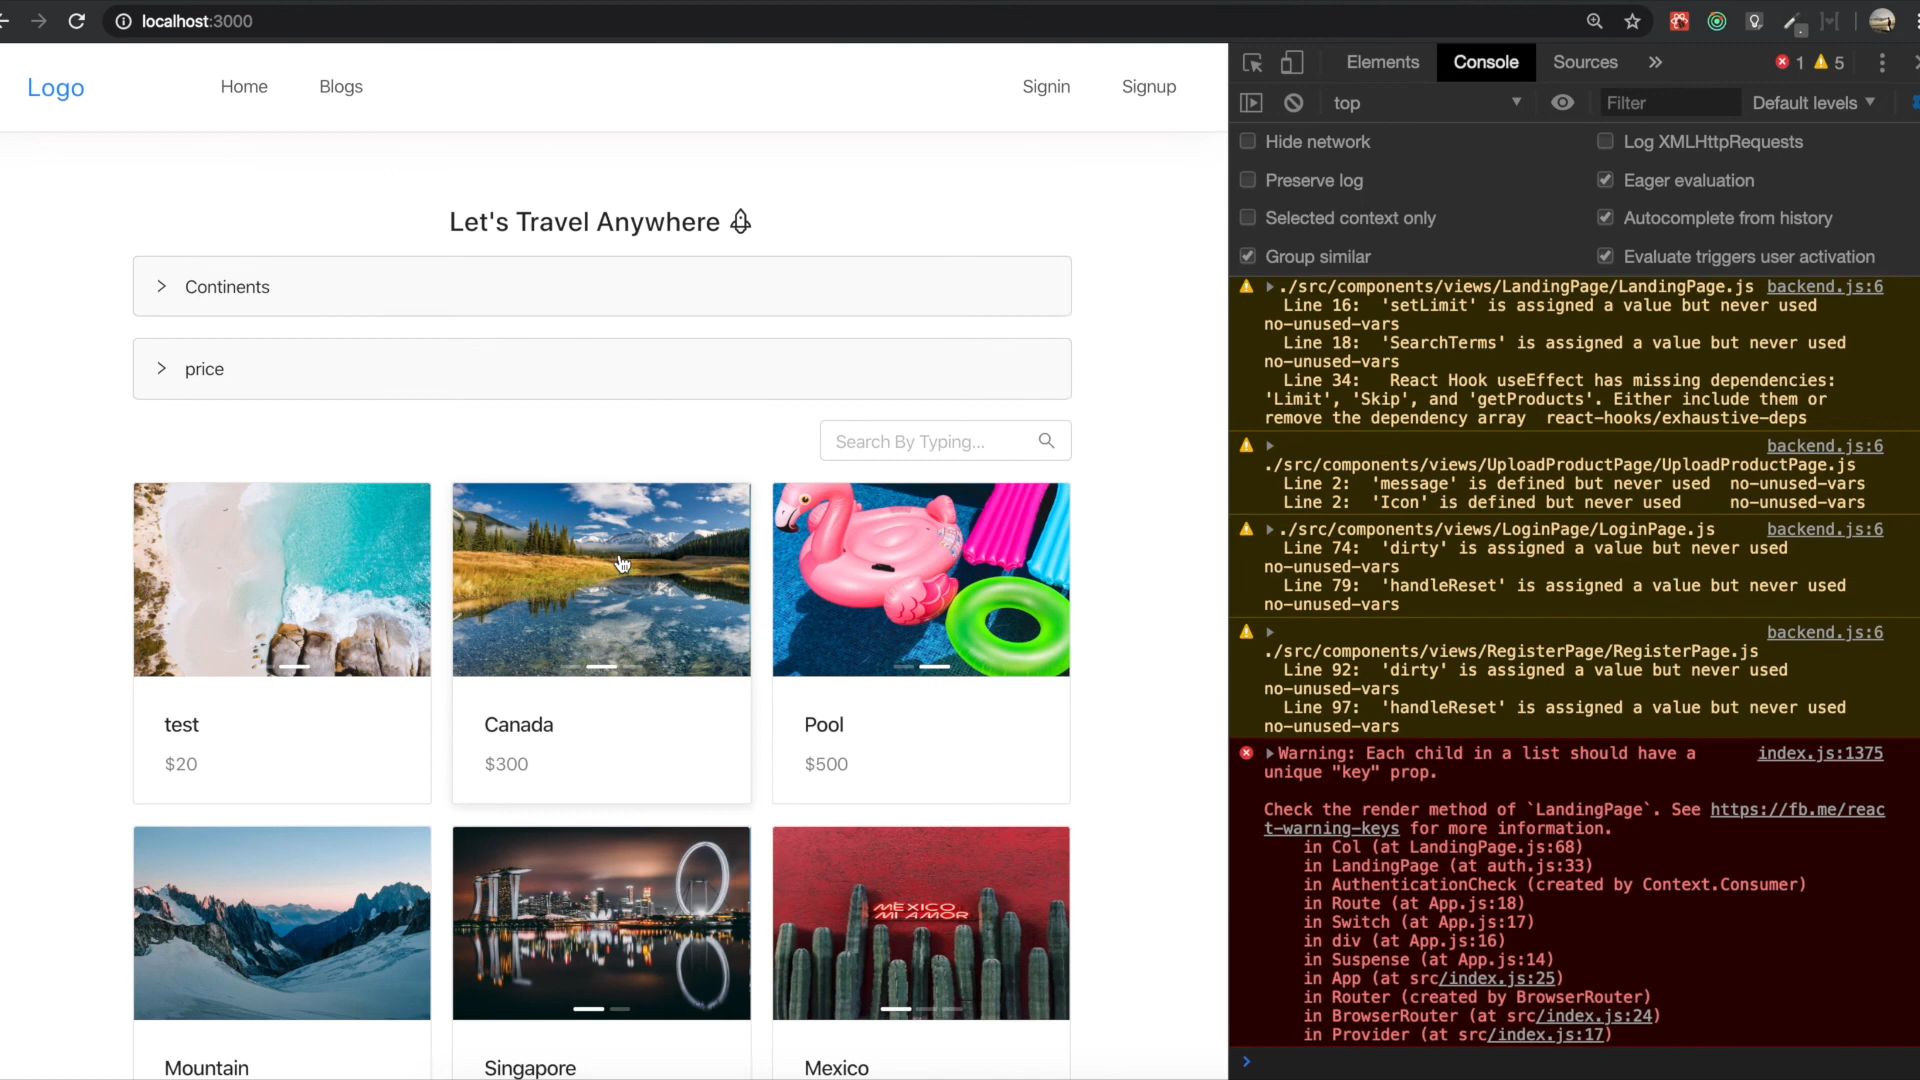 localhost:3000
Logo
Home
Blogs
Signin
Signup
Let's Travel Anywhere
Continents
price
Search By Typing...
test
$20
Canada
$300
Pool
$500
MEXICO
MI AMOR
Mountain
Singapore
Mexico
Elements
Console
Sources
»
1
5
top
Filter
Default levels
Hide network
Log XMLHttpRequests
Preserve log
Eager evaluation
Selected context only
Autocomplete from history
Group similar
Evaluate triggers user activation
./src/components/views/LandingPage/LandingPage.js backend.js:6
Line 16: 'setLimit' is assigned a value but never used
no-unused-vars
Line 18: 'SearchTerms' is assigned a value but never used
no-unused-vars
Line 34: React Hook useEffect has missing dependencies:
'Limit', 'Skip', and 'getProducts'. Either include them or
remove the dependency array react-hooks/exhaustive-deps
backend.js:6
./src/components/views/UploadProductPage/UploadProductPage.js
Line 2: 'message' is defined but never used no-unused-vars
Line 2: 'Icon' is defined but never used no-unused-vars
./src/components/views/LoginPage/LoginPage.js backend.js:6
Line 74: 'dirty' is assigned a value but never used
no-unused-vars
Line 79: 'handleReset' is assigned a value but never used
no-unused-vars
backend.js:6
./src/components/views/RegisterPage/RegisterPage.js
Line 92: 'dirty' is assigned a value but never used
no-unused-vars
Line 97: 'handleReset' is assigned a value but never used
no-unused-vars
Warning: Each child in a list should have a index.js:1375
unique "key" prop.
Check the render method of `LandingPage`. See https://fb.me/reac
t-warning-keys for more information.
in Col (at LandingPage.js:68)
in LandingPage (at auth.js:33)
in AuthenticationCheck (created by Context.Consumer)
in Route (at App.js:18)
in Switch (at App.js:17)
in div (at App.js:16)
in Suspense (at App.js:14)
in App (at src/index.js:25)
in Router (created by BrowserRouter)
in BrowserRouter (at src/index.js:24)
in Provider (at src/index.js:17)